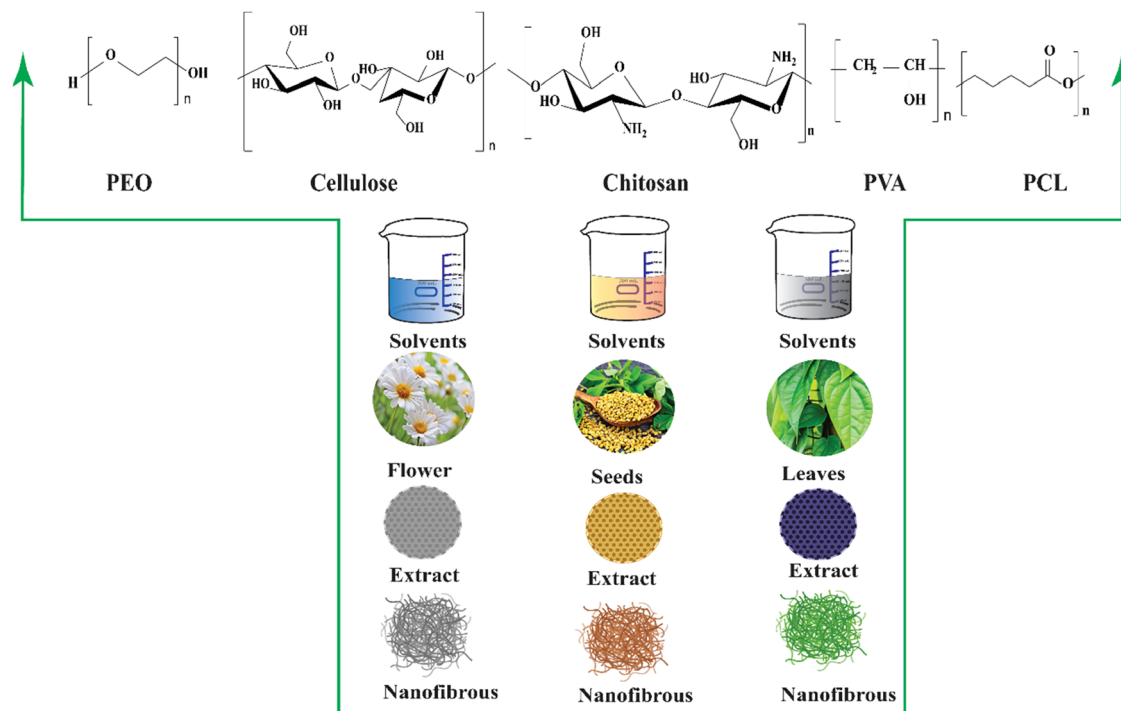 H O OH n
OH O HO OH O HO OH O O OH n
OH O HO NH2 O HO NH2 O OH n
CH2 CH OH n
O O n
PEO Cellulose Chitosan PVA PCL
Solvents Solvents Solvents
Flower Seeds Leaves
Extract Extract Extract
Nanofibrous Nanofibrous Nanofibrous